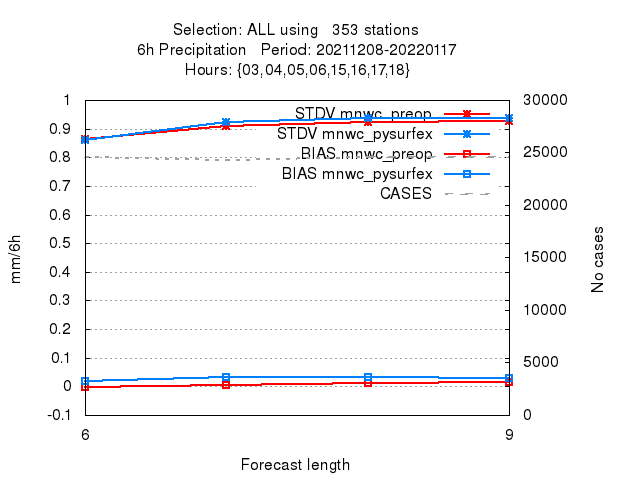 Selection: ALL using   353 stations
6h Precipitation   Period: 20211208-20220117
Hours: {03,04,05,06,15,16,17,18}
STDV mnwc_preop
STDV mnwc_pysurfex
BIAS mnwc_preop
BIAS mnwc_pysurfex
CASES
mm/6h
1
0.9
0.8
0.7
0.6
0.5
0.4
0.3
0.2
0.1
0
-0.1
30000
25000
20000
15000
10000
5000
0
No cases
6
9
Forecast length